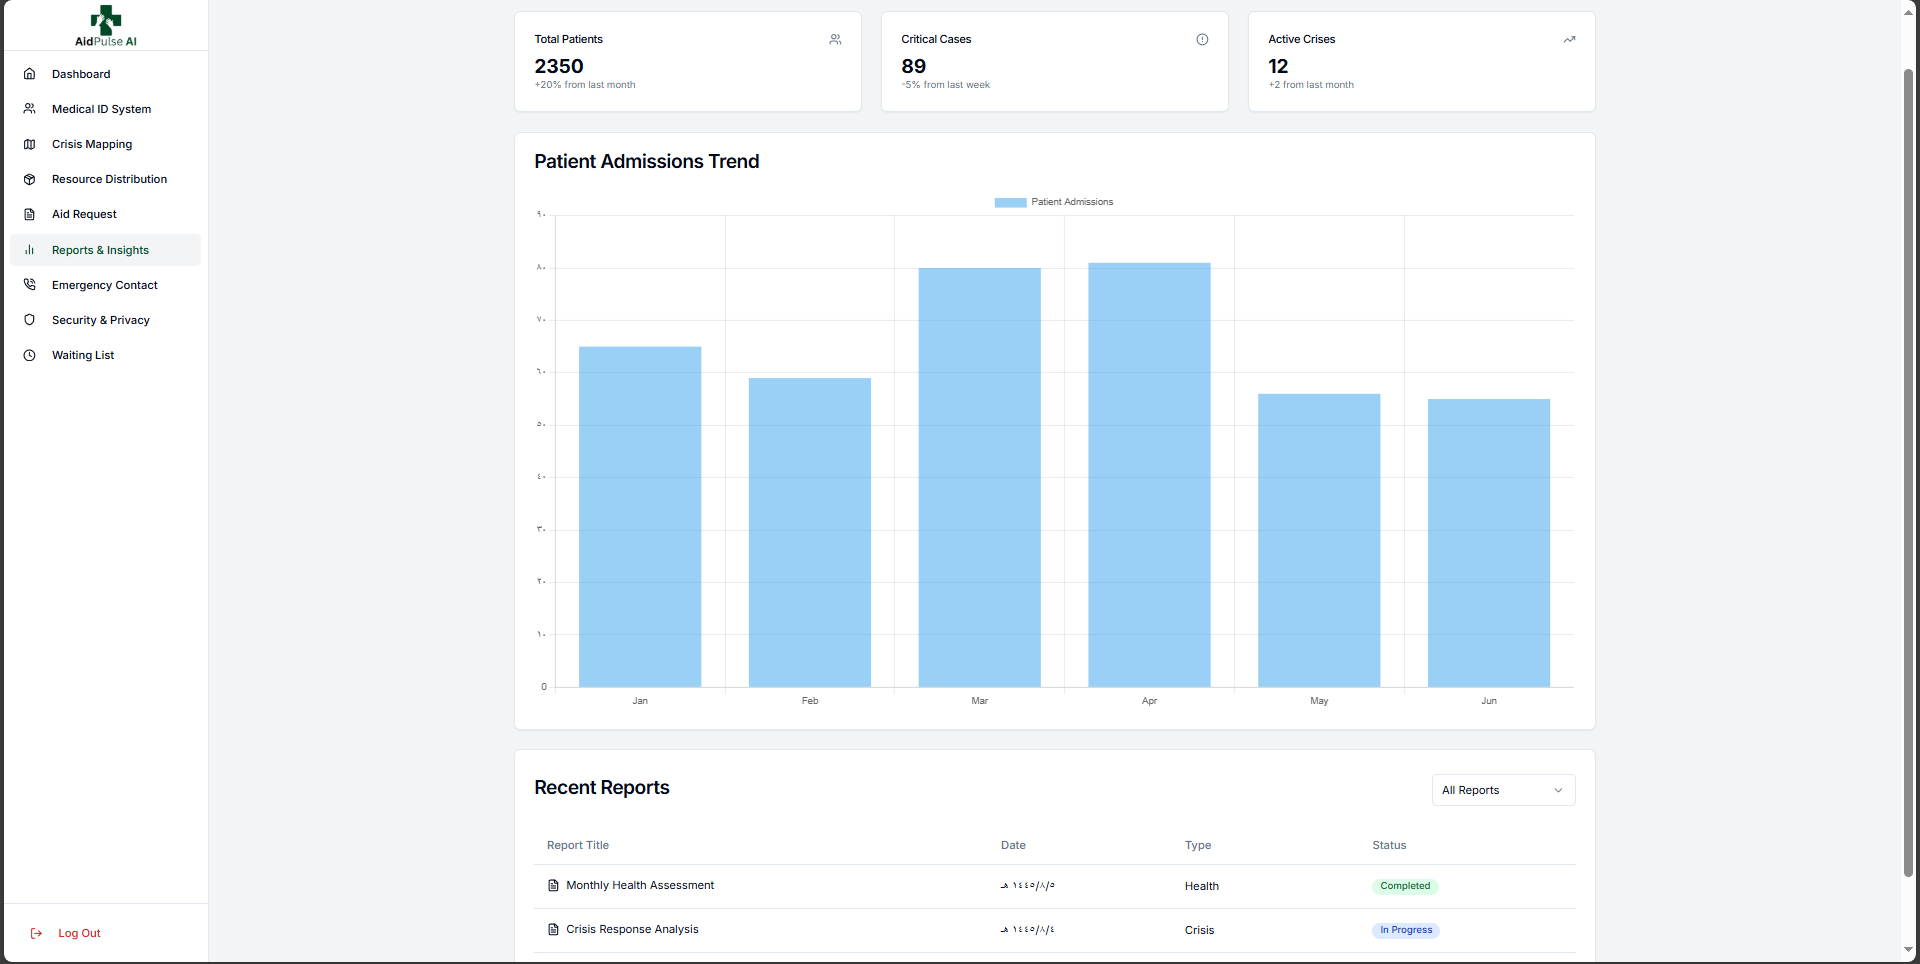 AidPulse AI
Dashboard
Medical ID System
Crisis Mapping
Resource Distribution
Aid Request
Reports & Insights
Emergency Contact
Security & Privacy
Waiting List
Log Out
Total Patients
2350
+20% from last month
Critical Cases
89
-5% from last week
Active Crises
12
+2 from last month
Patient Admissions Trend
Patient Admissions
٩٠
٨٠
٧٠
٦٠
٥٠
٤٠
٣٠
٢٠
١٠
0
Jan Feb Mar Apr May Jun
Recent Reports
All Reports
Report Title Date Type Status
Monthly Health Assessment ١٤٤٥/٨/٥ هـ Health Completed
Crisis Response Analysis ١٤٤٥/٨/٤ هـ Crisis In Progress